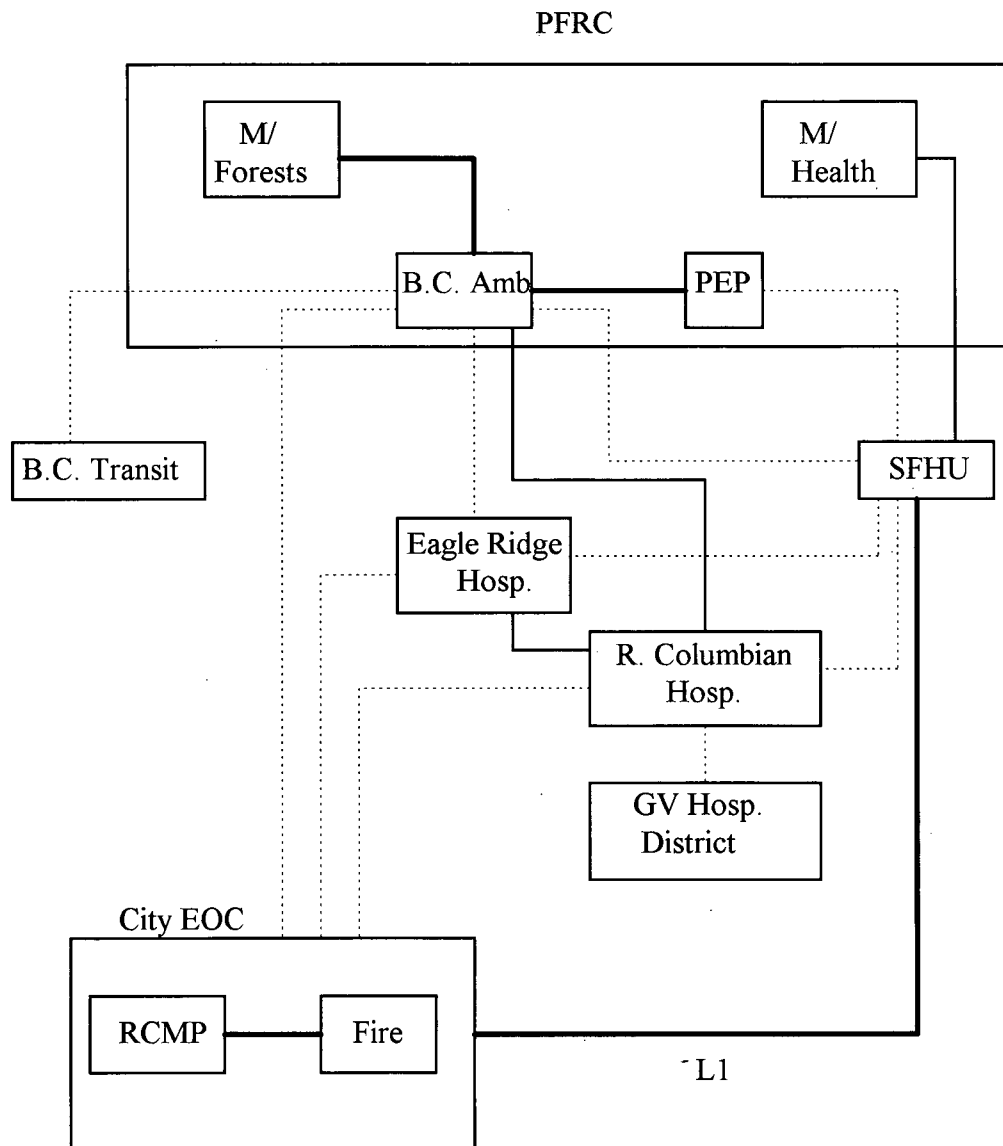 PFRC
M/
Forests
M/
Health
B.C. Amb
PEP
B.C. Transit
SFHU
Eagle Ridge
Hosp.
R. Columbian
Hosp.
GV Hosp.
District
City EOC
RCMP
Fire
L1